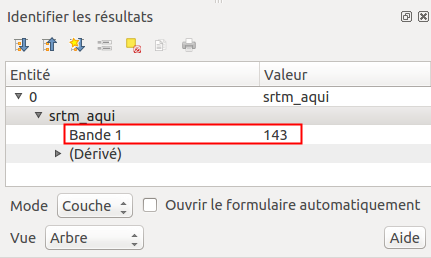 Identifier les résultats
Entité Valeur
0 srtm_aqui
srtm_aqui
Bande 1 143
(Dérivé)
Mode Couche Ouvrir le formulaire automatiquement
Vue Arbre Aide